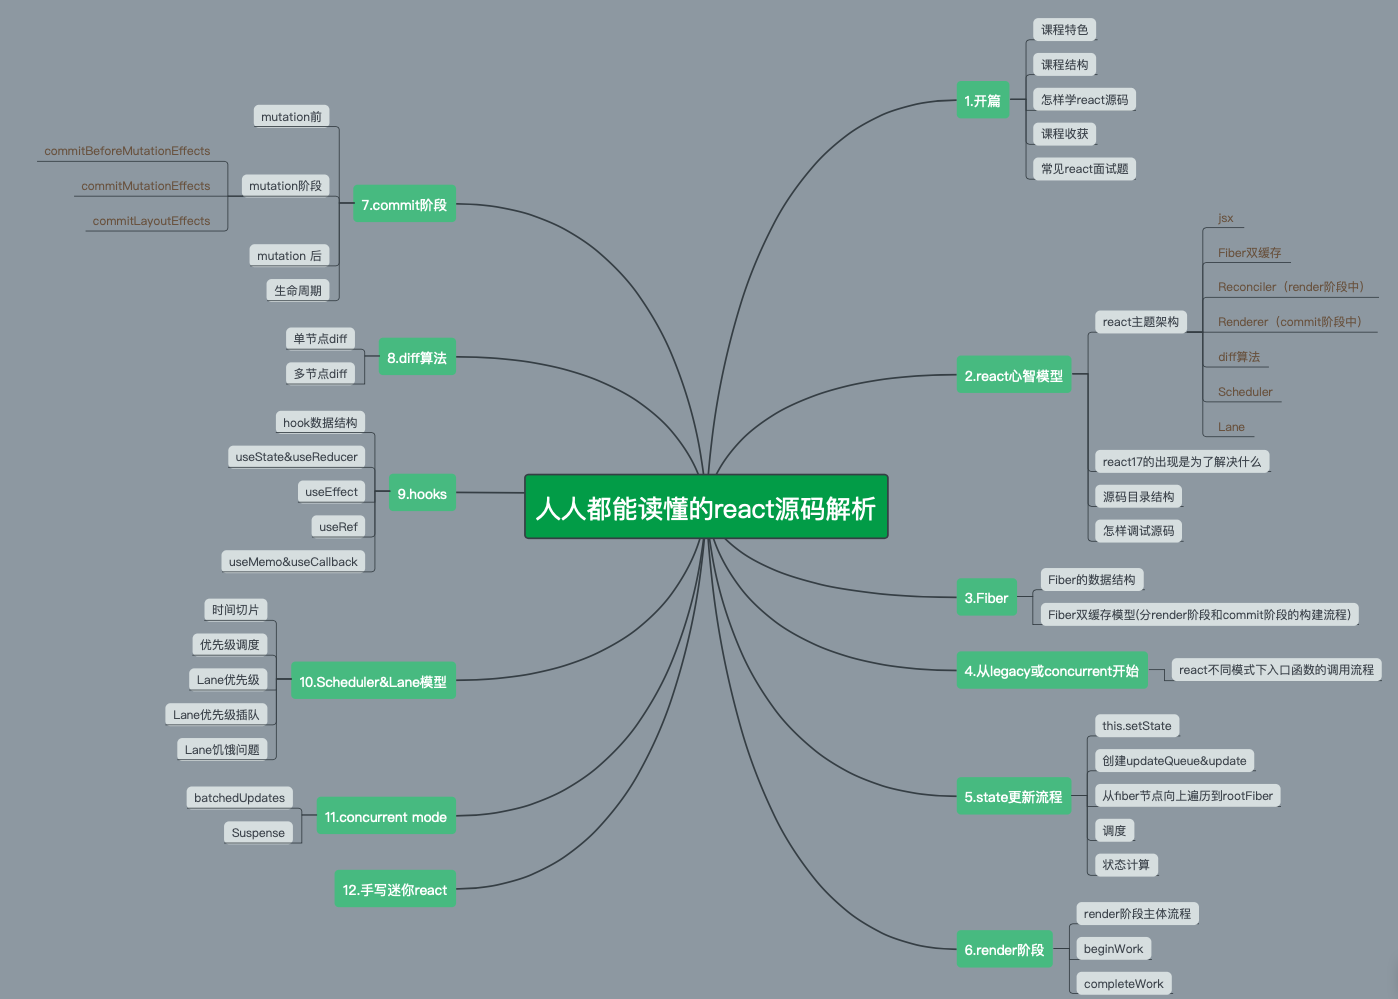 人人都能读懂的react源码解析
1.开篇
课程特色
课程结构
怎样学react源码
课程收获
常见react面试题
2.react心智模型
react主题架构
jsx
Fiber双缓存
Reconciler（render阶段中）
Renderer（commit阶段中）
diff算法
Scheduler
Lane
react17的出现是为了解决什么
源码目录结构
怎样调试源码
3.Fiber
Fiber的数据结构
Fiber双缓存模型(分render阶段和commit阶段的构建流程)
4.从legacy或concurrent开始
react不同模式下入口函数的调用流程
5.state更新流程
this.setState
创建updateQueue&update
从fiber节点向上遍历到rootFiber
调度
状态计算
6.render阶段
render阶段主体流程
beginWork
completeWork
7.commit阶段
mutation前
mutation阶段
commitBeforeMutationEffects
commitMutationEffects
commitLayoutEffects
mutation 后
生命周期
8.diff算法
单节点diff
多节点diff
9.hooks
hook数据结构
useState&useReducer
useEffect
useRef
useMemo&useCallback
10.Scheduler&Lane模型
时间切片
优先级调度
Lane优先级
Lane优先级插队
Lane饥饿问题
11.concurrent mode
batchedUpdates
Suspense
12.手写迷你react